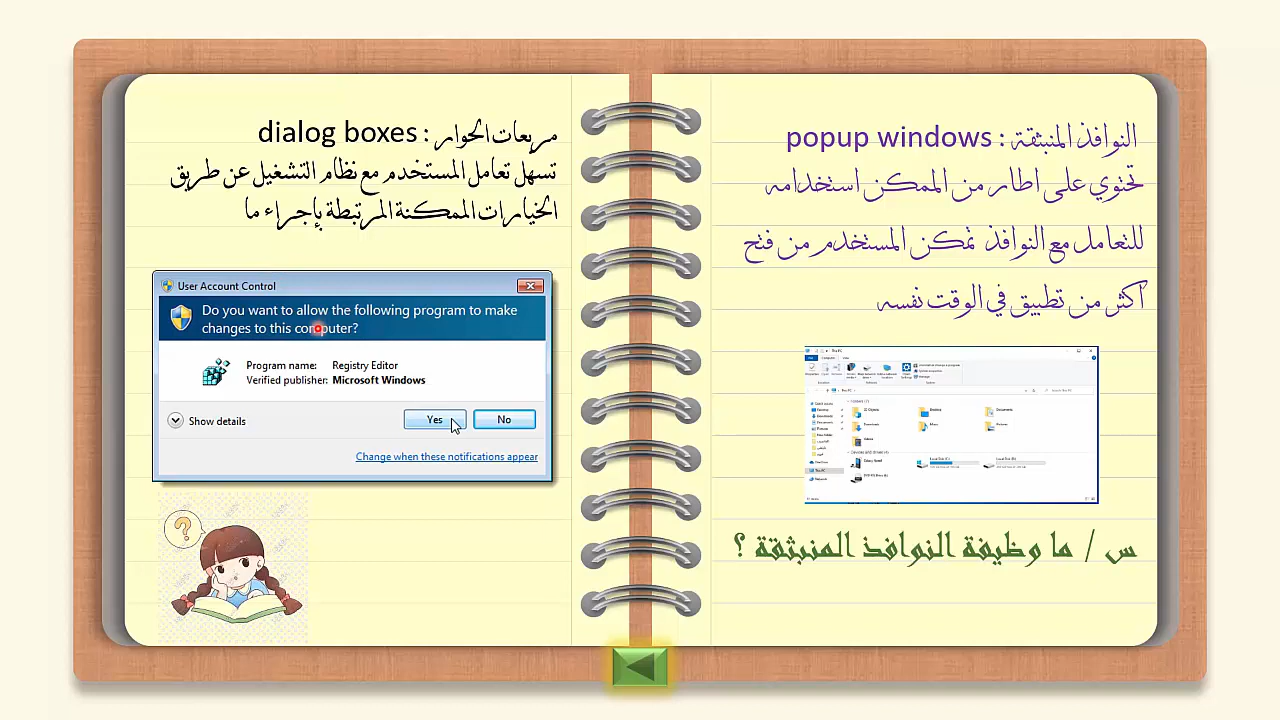 النوافذ المنبثقة : popup windows
تحتوي على اطار من الممكن استخدامه
للتعامل مع النوافذ تمكن المستخدم من فتح
اكثر من تطبيق في الوقت نفسه
س / ما وظيفة النوافذ المنبثقة ؟
مربعات الحوار : dialog boxes
تسهل تعامل المستخدم مع نظام التشغيل عن طريق
الخيارات الممكنة المرتبطة بإجراء ما
User Account Control
Do you want to allow the following program to make
changes to this computer?
Program name: Registry Editor
Verified publisher: Microsoft Windows
Show details
Yes
No
Change when these notifications appear
?